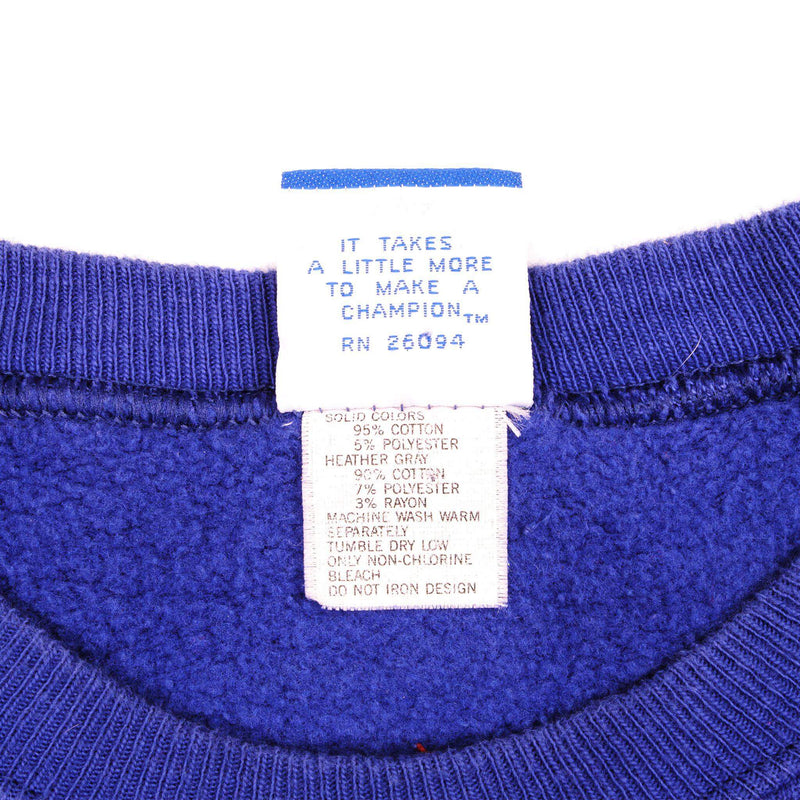 IT TAKES
A LITTLE MORE
TO MAKE A
CHAMPION™
RN 26094
SOLID COLORS
95% COTTON
5% POLYESTER
HEATHER GRAY
90% COTTON
7% POLYESTER
3% RAYON
MACHINE WASH WARM
SEPARATELY
TUMBLE DRY LOW
ONLY NON-CHLORINE
BLEACH
DO NOT IRON DESIGN